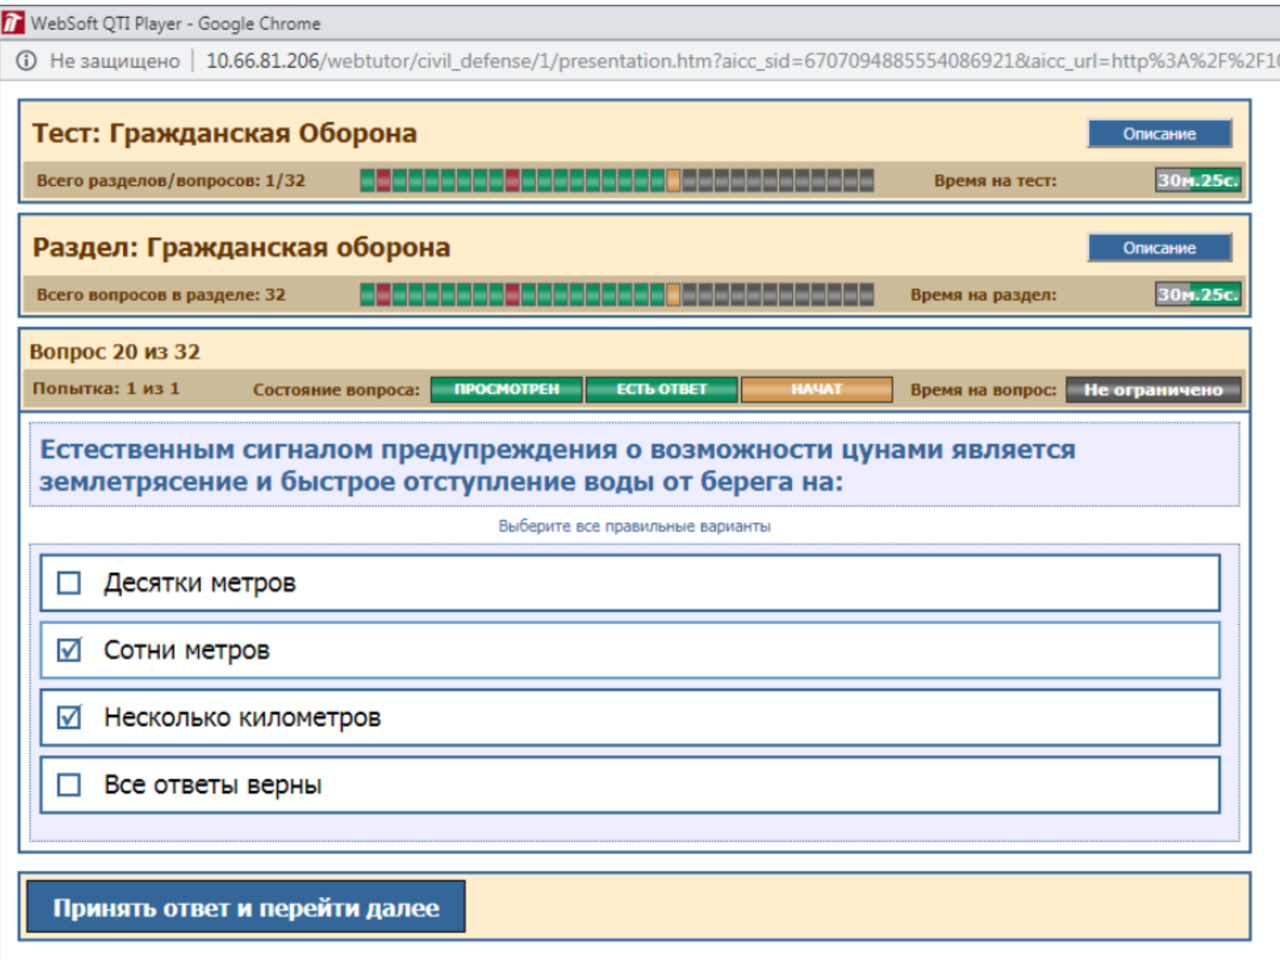 WebSoft QTI Player - Google Chrome
Не защищено 10.66.81.206/webtutor/civil_defense/1/presentation.htm?aicc_sid=6707094885554086921&aicc_url=http%3A%2F%2F10
Тест: Гражданская Оборона
Описание
Всего разделов/вопросов: 1/32 Время на тест: 30м.25с.
Раздел: Гражданская оборона
Описание
Всего вопросов в разделе: 32 Время на раздел: 30м.25с.
Вопрос 20 из 32
Попытка: 1 из 1 Состояние вопроса: ПРОСМОТРЕН ЕСТЬ ОТВЕТ НАЧАТ Время на вопрос: Не ограничено
Естественным сигналом предупреждения о возможности цунами является
землетрясение и быстрое отступление воды от берега на:
Выберите все правильные варианты
Десятки метров
Сотни метров
Несколько километров
Все ответы верны
Принять ответ и перейти далее